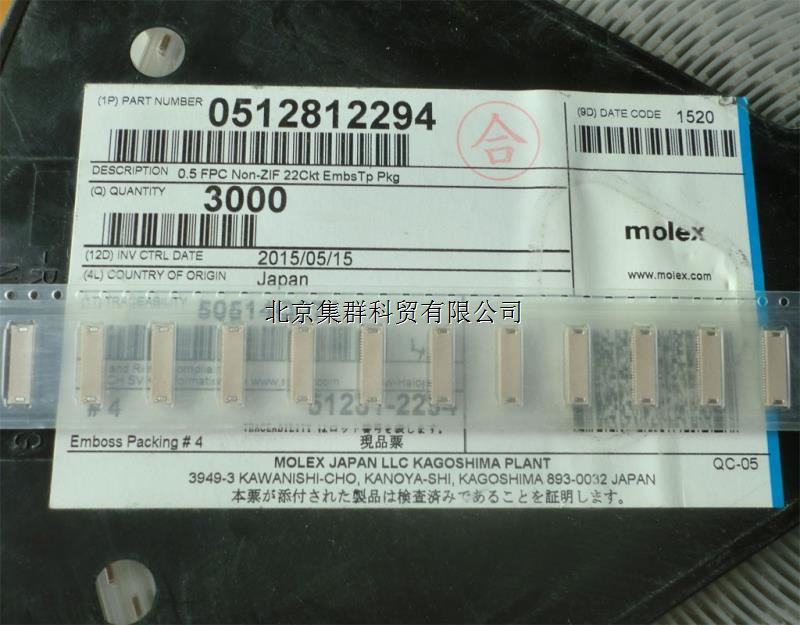 (1P) PART NUMBER 0512812294
合
(9D) DATE CODE 1520
DESCRIPTION 0.5 FPC Non-ZIF 22Ckt EmbsTp Pkg
(Q) QUANTITY 3000
molex
(12D) INV CTRL DATE 2015/05/15
www.molex.com
(4L) COUNTRY OF ORIGIN Japan
(1T) TRACEABILITY
北京集群科贸有限公司
# 4 51281-2294
Emboss Packing # 4 現品票
MOLEX JAPAN LLC KAGOSHIMA PLANT QC-05
3949-3 KAWANISHI-CHO, KANOYA-SHI, KAGOSHIMA 893-0032 JAPAN
本票が添付された製品は検査済みであることを証明します。